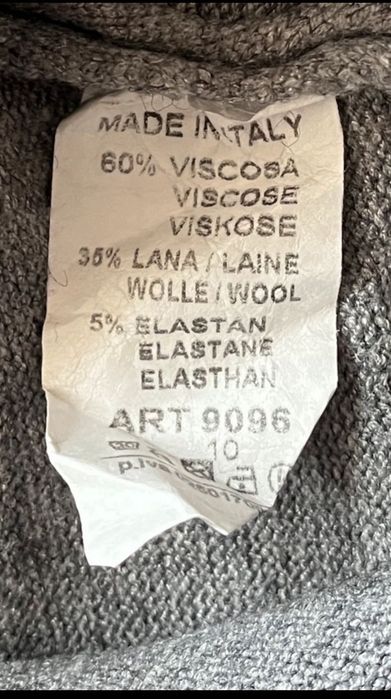 MADE IN ITALY
60% VISCOSA
VISCOSE
VISKOSE
35% LANA / LAINE
WOLLE / WOOL
5% ELASTAN
ELASTANE
ELASTHAN
ART 9096
10
P.iva